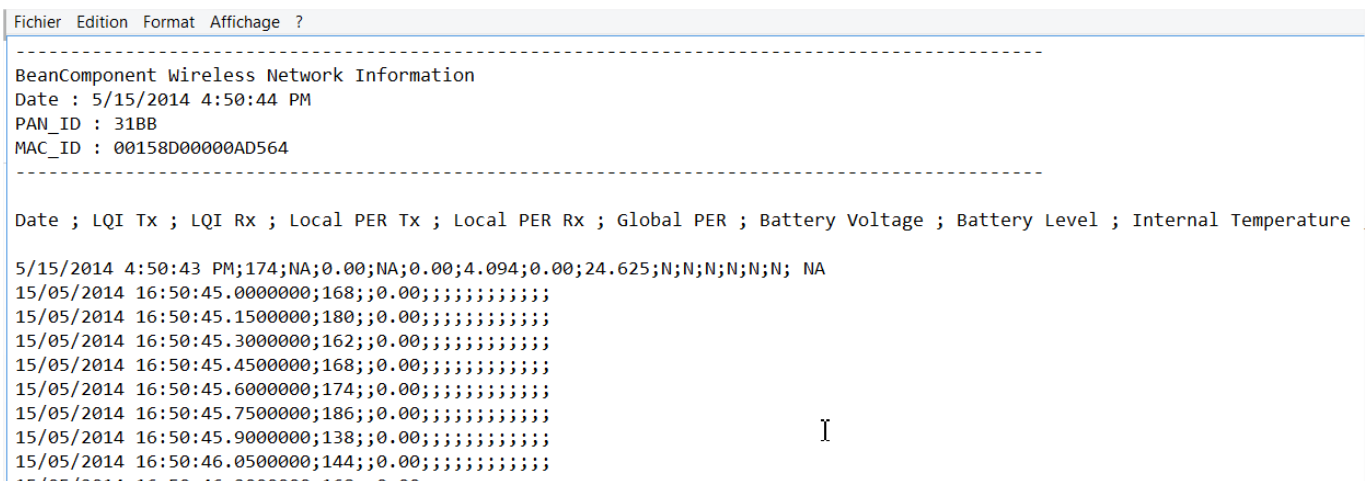 Fichier Edition Format Affichage ?
--------------------------------------------------------------------------------------------
BeanComponent Wireless Network Information
Date : 5/15/2014 4:50:44 PM
PAN_ID : 31BB
MAC_ID : 00158D00000AD564
--------------------------------------------------------------------------------------------
Date ; LQI Tx ; LQI Rx ; Local PER Tx ; Local PER Rx ; Global PER ; Battery Voltage ; Battery Level ; Internal Temperature ;
5/15/2014 4:50:43 PM;174;NA;0.00;NA;0.00;4.094;0.00;24.625;N;N;N;N;N;N; NA
15/05/2014 16:50:45.0000000;168;;0.00;;;;;;;;;;;;
15/05/2014 16:50:45.1500000;180;;0.00;;;;;;;;;;;;
15/05/2014 16:50:45.3000000;162;;0.00;;;;;;;;;;;;
15/05/2014 16:50:45.4500000;168;;0.00;;;;;;;;;;;;
15/05/2014 16:50:45.6000000;174;;0.00;;;;;;;;;;;;
15/05/2014 16:50:45.7500000;186;;0.00;;;;;;;;;;;;
15/05/2014 16:50:45.9000000;138;;0.00;;;;;;;;;;;;
15/05/2014 16:50:46.0500000;144;;0.00;;;;;;;;;;;;